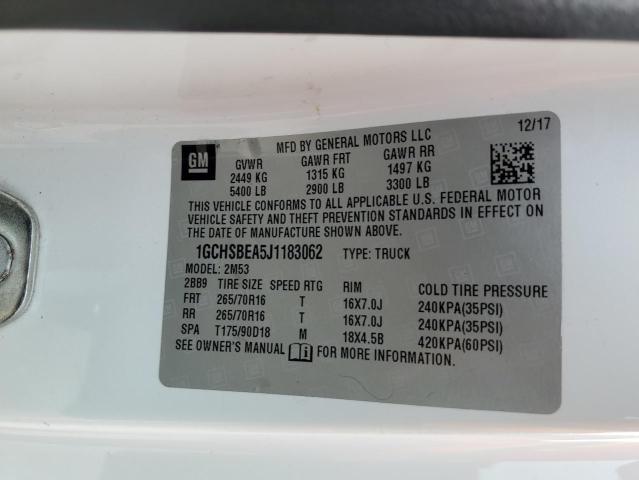 MFD BY GENERAL MOTORS LLC 12/17
GM GVWR GAWR FRT GAWR RR
2449 KG 1315 KG 1497 KG
5400 LB 2900 LB 3300 LB
THIS VEHICLE CONFORMS TO ALL APPLICABLE U.S. FEDERAL MOTOR
VEHICLE SAFETY AND THEFT PREVENTION STANDARDS IN EFFECT ON
THE DATE OF MANUFACTURE SHOWN ABOVE.
1GCHSBEA5J1183062 TYPE: TRUCK
MODEL: 2M53
2BB9 TIRE SIZE SPEED RTG RIM COLD TIRE PRESSURE
FRT 265/70R16 T 16X7.0J 240KPA(35PSI)
RR 265/70R16 T 16X7.0J 240KPA(35PSI)
SPA T175/90D18 M 18X4.5B 420KPA(60PSI)
SEE OWNER'S MANUAL FOR MORE INFORMATION.